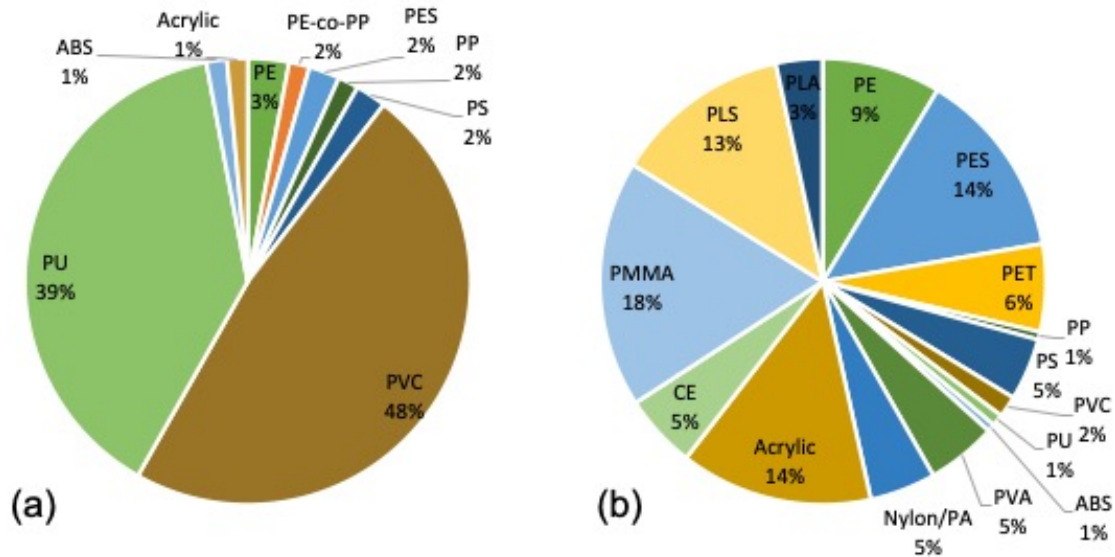 Acrylic
1%
PE-co-PP
2%
PES
2%
ABS
1%
PP
2%
PE
3%
PS
2%
PU
39%
PVC
48%
(a)
PLA
3%
PE
9%
PLS
13%
PES
14%
PMMA
18%
PET
6%
PP
1%
PS
5%
CE
5%
PVC
2%
Acrylic
14%
PU
1%
PVA
5%
ABS
1%
Nylon/PA
5%
(b)